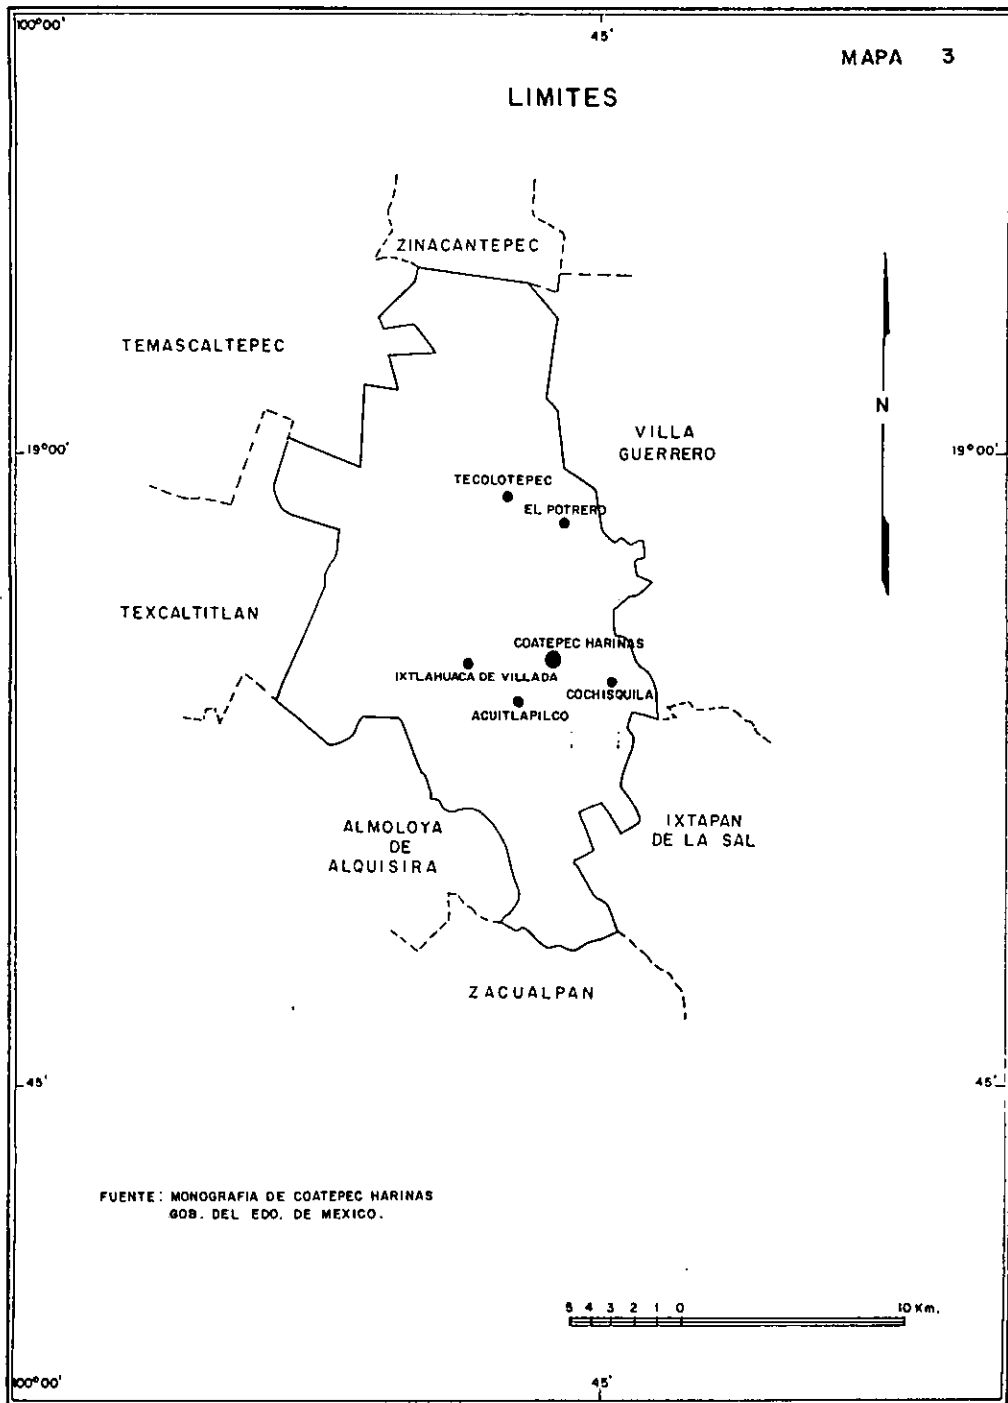 100°00'
45'
MAPA 3
LIMITES
ZINACANTEPEC
TEMASCALTEPEC
N
VILLA
GUERRERO
19°00'
19°00'
TECOLOTEPEC
EL POTRERO
TEXCALTITLAN
COATEPEC HARINAS
IXTLAHUACA DE VILLADA
COCHISQUILA
ACUITLAPILCO
ALMOLOYA
DE
ALQUISIRA
IXTAPAN
DE LA SAL
ZACUALPAN
45'
45'
FUENTE: MONOGRAFIA DE COATEPEC HARINAS
GOB. DEL EDO. DE MEXICO.
5 4 3 2 1 0 10 Km.
100°00'
45'